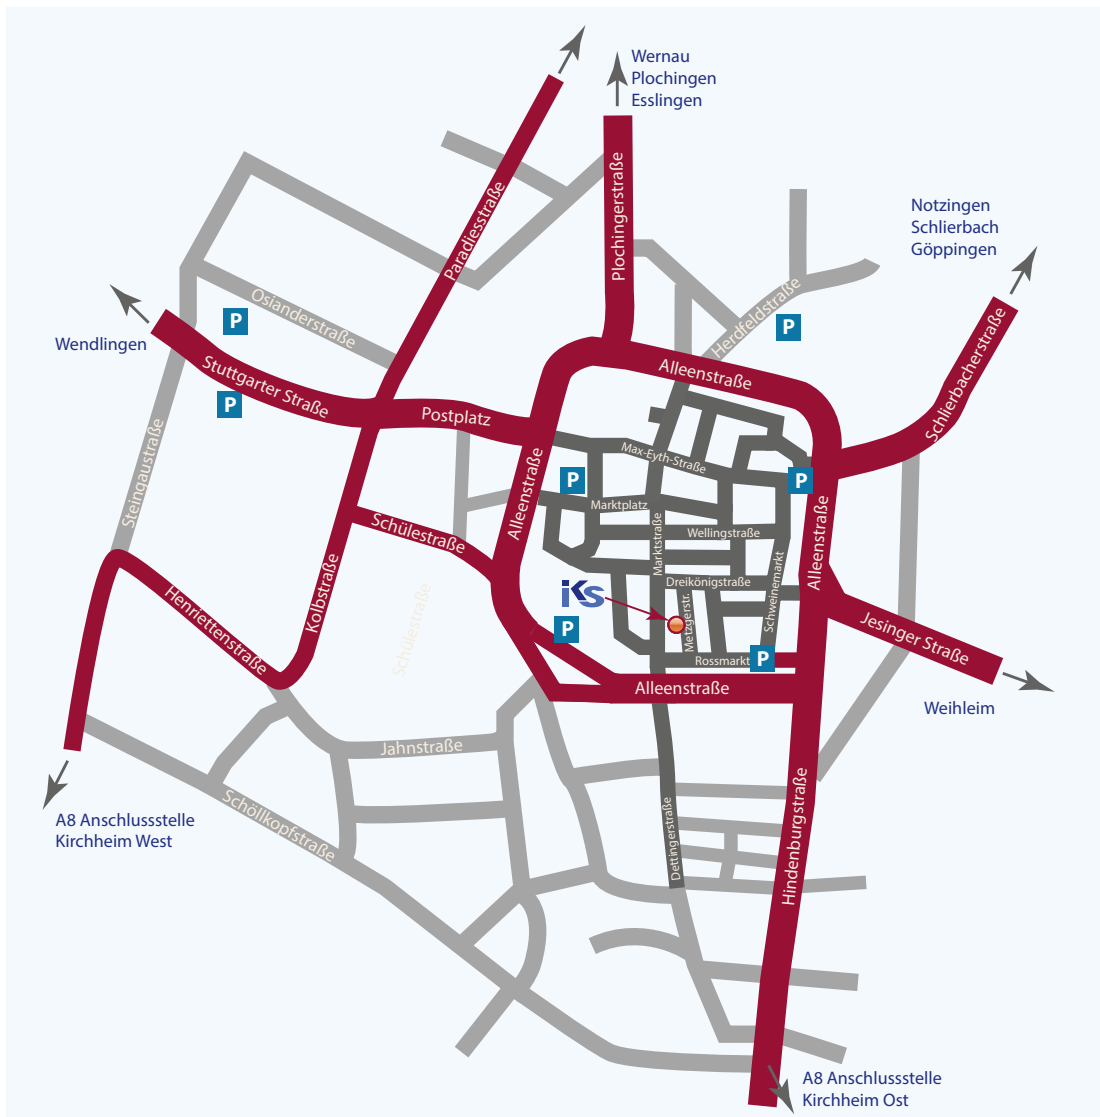 Wernau
Plochingen
Esslingen
Notzingen
Schlierbach
Göppingen
Paradiesstraße
Plochingerstraße
Osianderstraße
Herdfeldstraße
P
P
Wendlingen
Stuttgarter Straße
P
Postplatz
Alleenstraße
Schlierbacherstraße
Steingaustraße
Max-Eyth-Straße
P
P
Alleenstraße
Marktplatz
Schülestraße
Marktstraße
Wellingstraße
Alleenstraße
Kolbstraße
Henriettenstraße
Schülestraße
iKs
Dreikönigstraße
Metzgerstr.
Schweinemarkt
Jesinger Straße
P
Rossmarkt
P
Alleenstraße
Weihleim
Jahnstraße
A8 Anschlussstelle
Kirchheim West
Schöllkopfstraße
Dettingerstraße
Hindenburgstraße
A8 Anschlussstelle
Kirchheim Ost